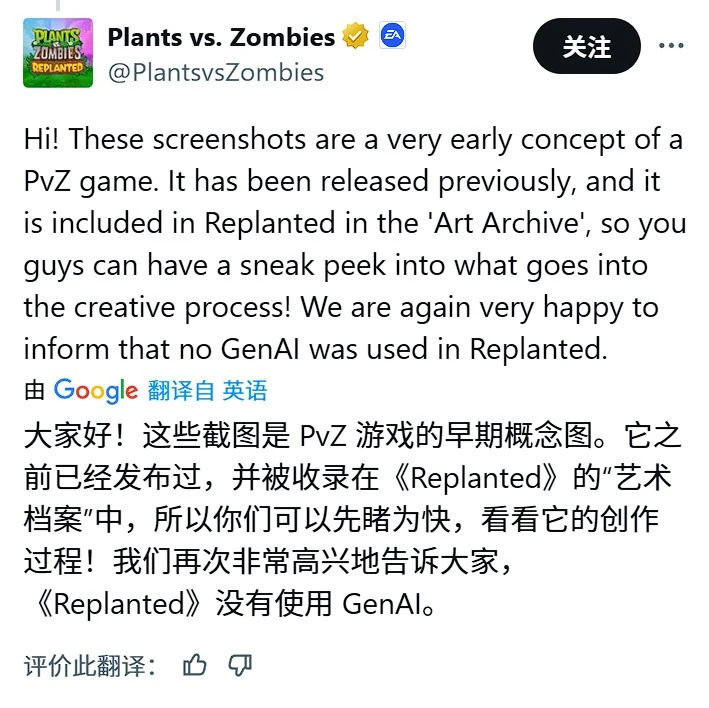 PLANTS
vs.
ZOMBIES
REPLANTED
Plants vs. Zombies
EA
@PlantsvsZombies
关注
Hi! These screenshots are a very early concept of a
PvZ game. It has been released previously, and it
is included in Replanted in the 'Art Archive', so you
guys can have a sneak peek into what goes into
the creative process! We are again very happy to
inform that no GenAI was used in Replanted.
由 Google 翻译自 英语
大家好！这些截图是 PvZ 游戏的早期概念图。它之
前已经发布过，并被收录在《Replanted》的“艺术
档案”中，所以你们可以先睹为快，看看它的创作
过程！我们再次非常高兴地告诉大家，
《Replanted》没有使用 GenAI。
评价此翻译：